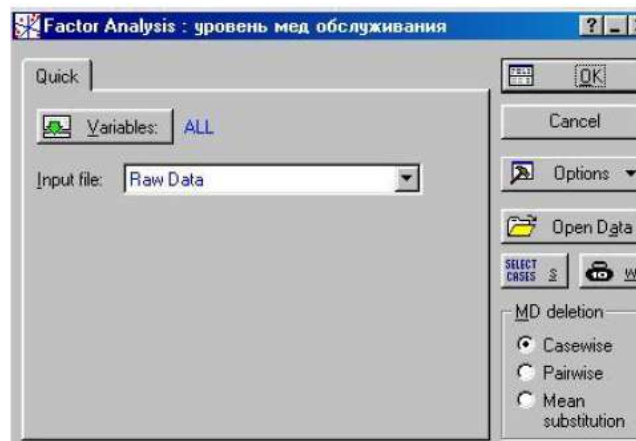 Factor Analysis : уровень мед обслуживания
Quick
Variables: ALL
Input file: Raw Data
OK
Cancel
Options
Open Data
SELECT CASES S
W
MD deletion
Casewise
Pairwise
Mean
substitution